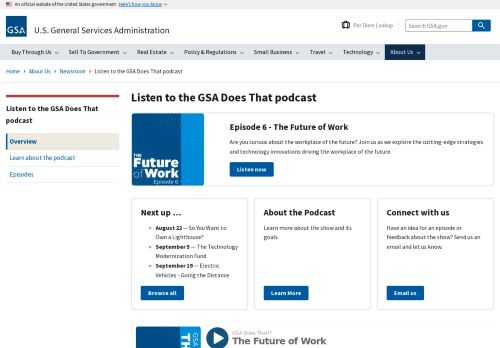 An official website of the United States government Here's how you know
GSA
U.S. General Services Administration
Per Diem Lookup
Search GSA.gov
Buy Through Us
Sell To Government
Real Estate
Policy & Regulations
Small Business
Travel
Technology
About Us
Home > About Us > Newsroom > Listen to the GSA Does That podcast
Listen to the GSA Does That
podcast
Overview
Learn about the podcast
Episodes
Listen to the GSA Does That podcast
THE
Future
of Work
Episode 6
Episode 6 - The Future of Work
Are you curious about the workplace of the future? Join us as we explore the cutting-edge strategies
and technology innovations driving the workplace of the future.
Listen now
Next up ...
August 22 — So You Want to
Own a Lighthouse?
September 5 — The Technology
Modernization Fund
September 19 — Electric
Vehicles - Going the Distance
Browse all
About the Podcast
Learn more about the show and its
goals.
Learn More
Connect with us
Have an idea for an episode or
feedback about the show? Send us an
email and let us know.
Email us
THE
Future
GSA Does That!?
The Future of Work